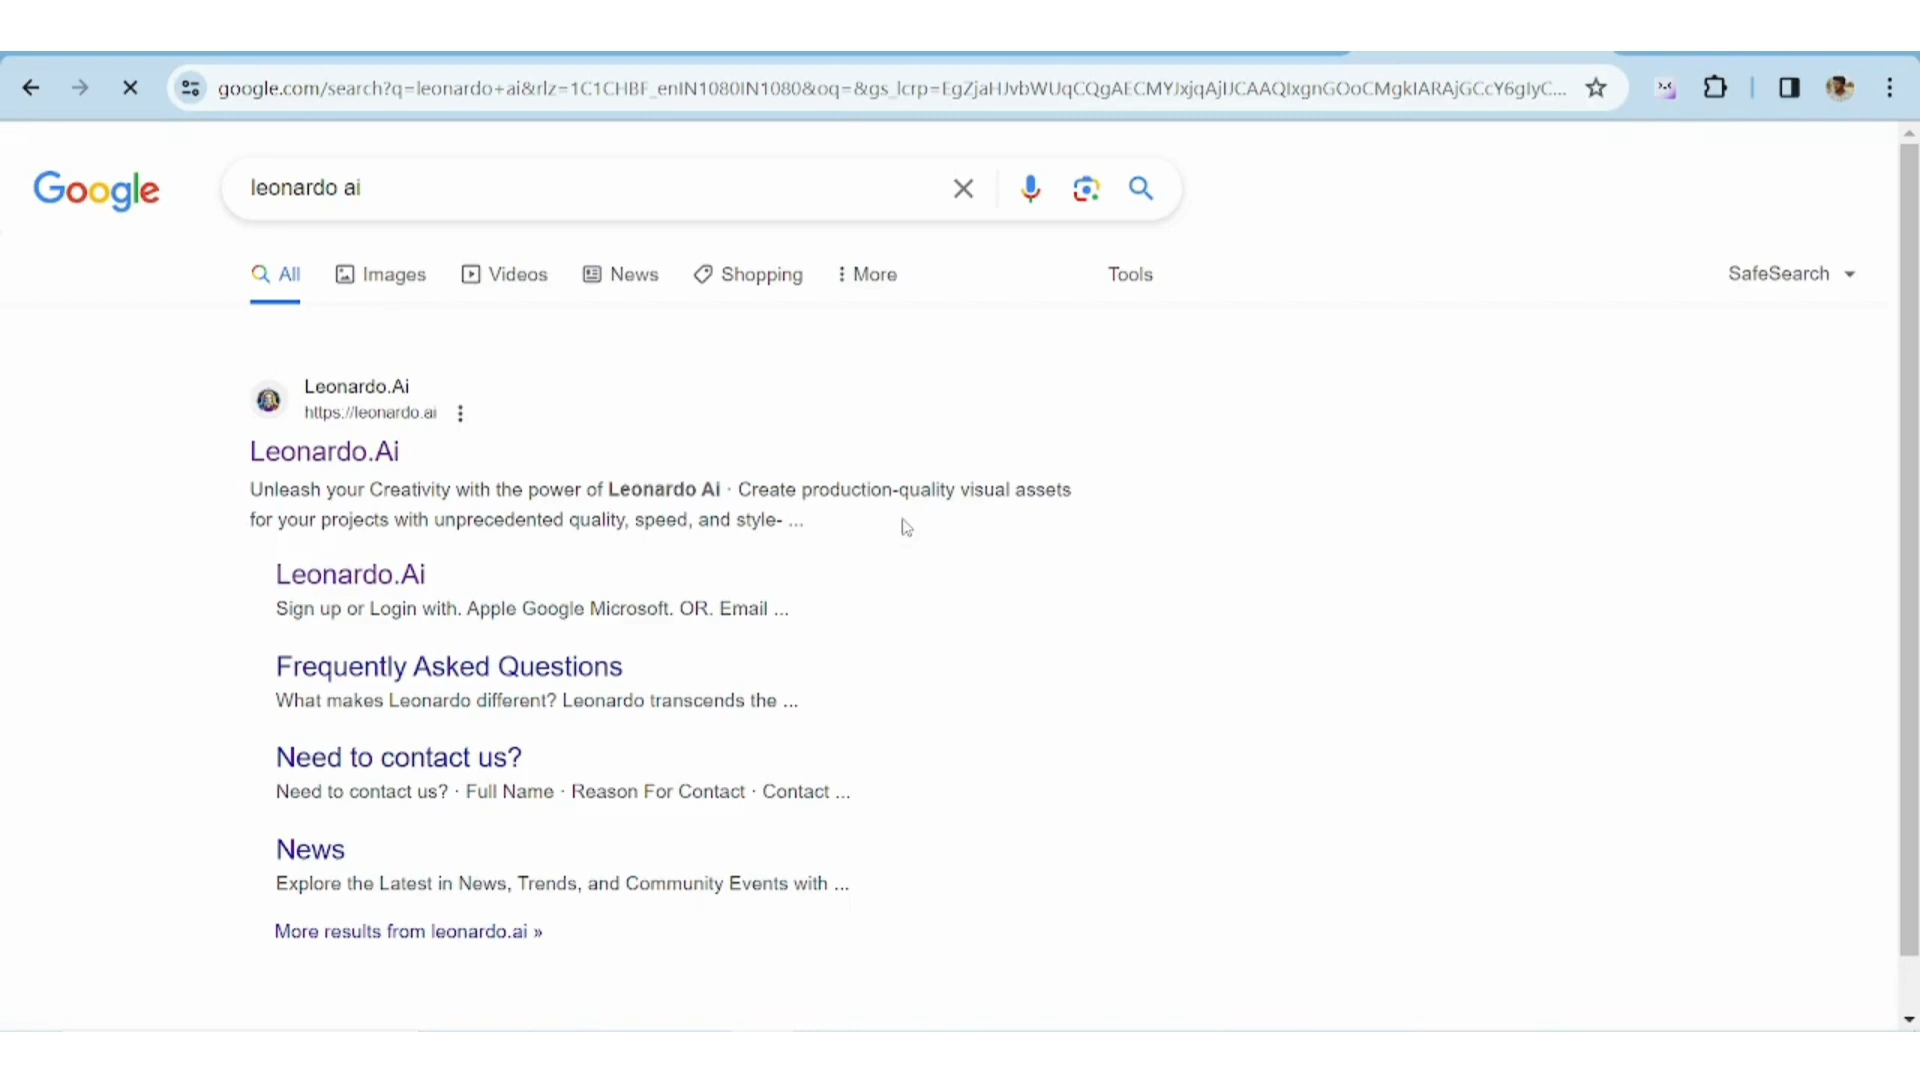 google.com/search?q=leonardo+ai&rlz=1C1CHBF_enIN1080IN1080&oq=&gs_lcrp=EgZjaHJvbWUqCQgAECMYJxjqAjIJCAAQIxgnGOoCMgkIARAjGCcY6gIyC...
Google
leonardo ai
All Images Videos News Shopping More Tools SafeSearch
Leonardo.Ai
https://leonardo.ai
Leonardo.Ai
Unleash your Creativity with the power of Leonardo Ai · Create production-quality visual assets
for your projects with unprecedented quality, speed, and style- ...
Leonardo.Ai
Sign up or Login with. Apple Google Microsoft. OR. Email ...
Frequently Asked Questions
What makes Leonardo different? Leonardo transcends the ...
Need to contact us?
Need to contact us? · Full Name · Reason For Contact · Contact ...
News
Explore the Latest in News, Trends, and Community Events with ...
More results from leonardo.ai »